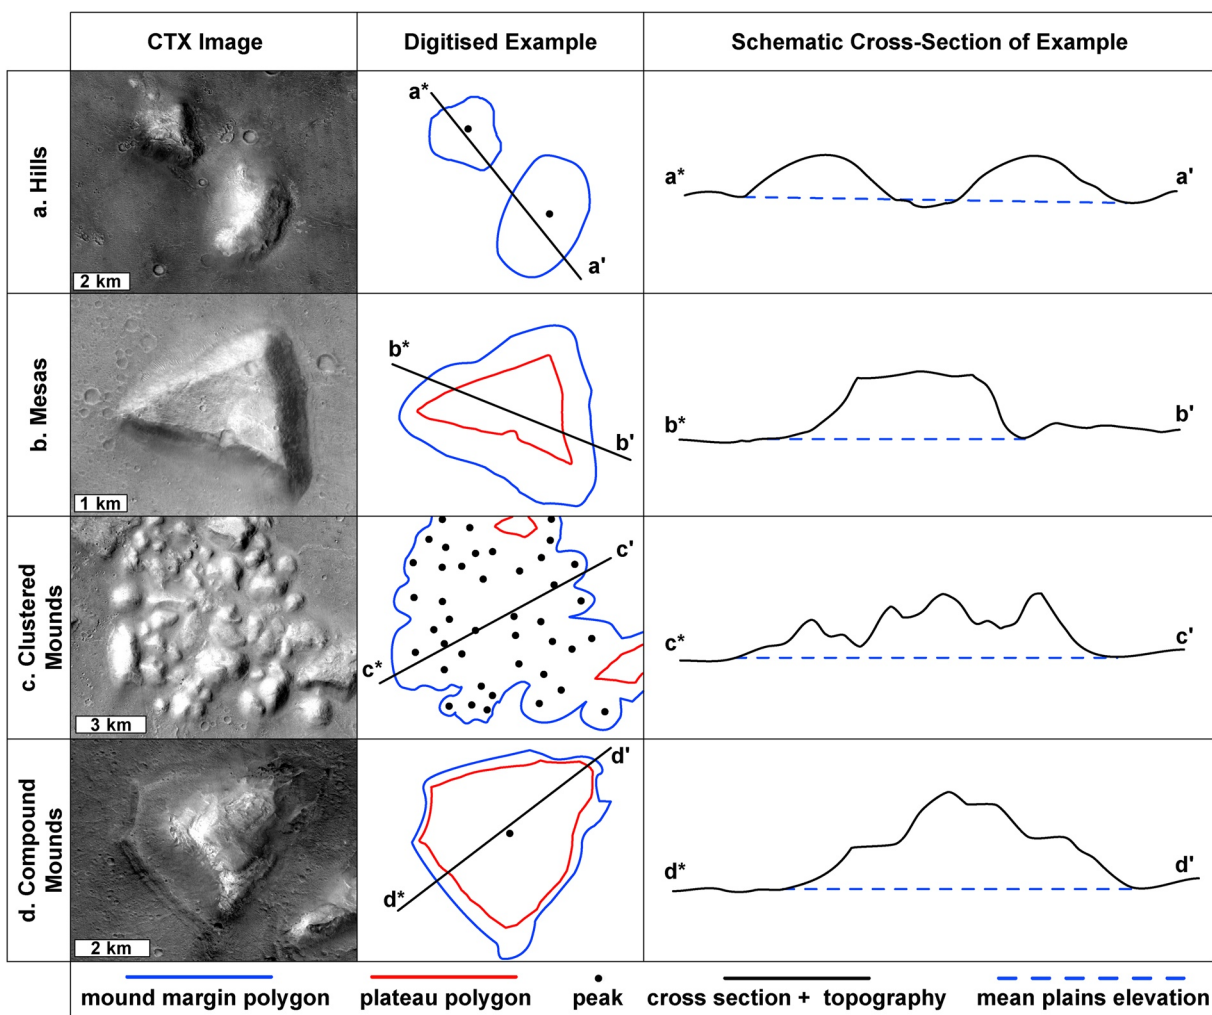 CTX Image
Digitised Example
Schematic Cross-Section of Example
a. Hills
2 km
a*
a'
a*
a'
b. Mesas
1 km
b*
b'
b*
b'
c. Clustered
Mounds
3 km
c*
c'
c*
c'
d. Compound
Mounds
2 km
d*
d'
d*
d'
mound margin polygon
plateau polygon
peak
cross section + topography
mean plains elevation